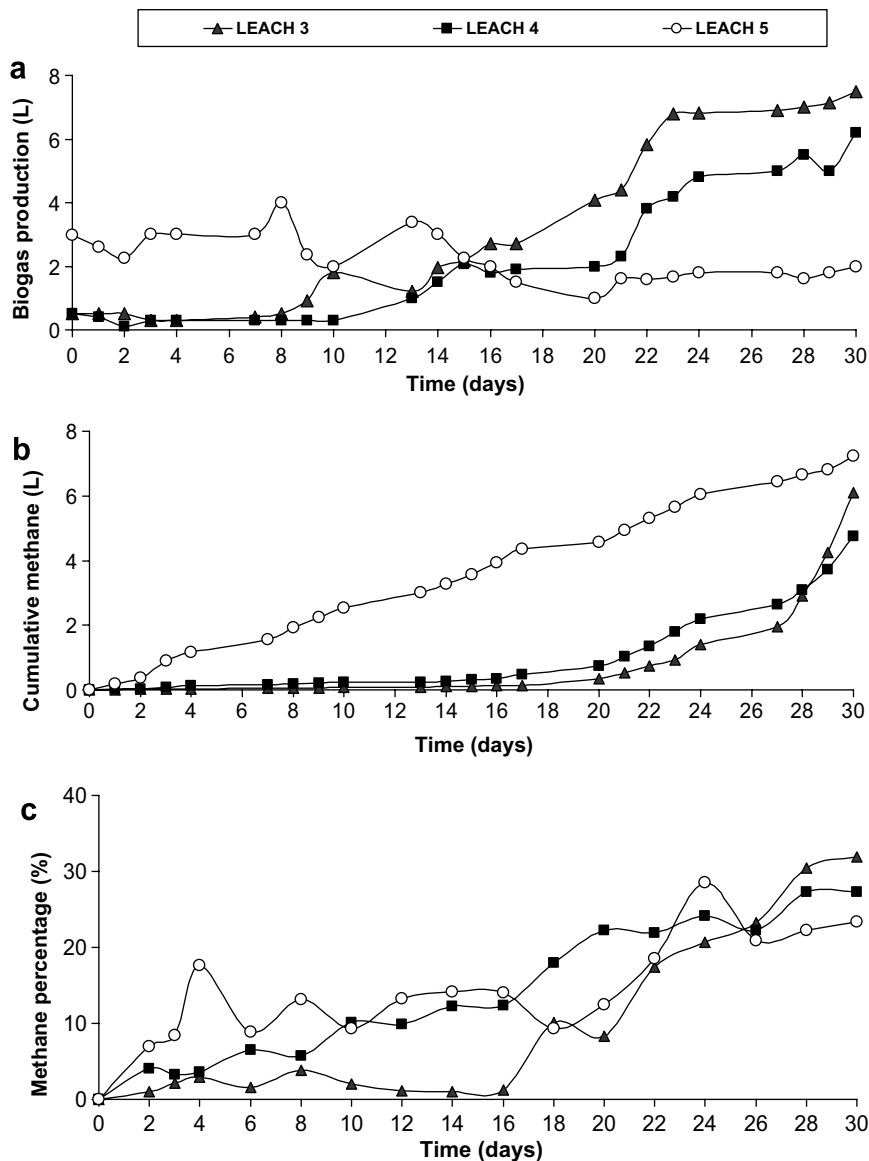 LEACH 3 LEACH 4 LEACH 5
a
Biogas production (L)
8
6
4
2
0
0 2 4 6 8 10 12 14 16 18 20 22 24 26 28 30
Time (days)
b
Cumulative methane (L)
8
6
4
2
0
0 2 4 6 8 10 12 14 16 18 20 22 24 26 28 30
Time (days)
c
Methane percentage (%)
40
30
20
10
0
0 2 4 6 8 10 12 14 16 18 20 22 24 26 28 30
Time (days)